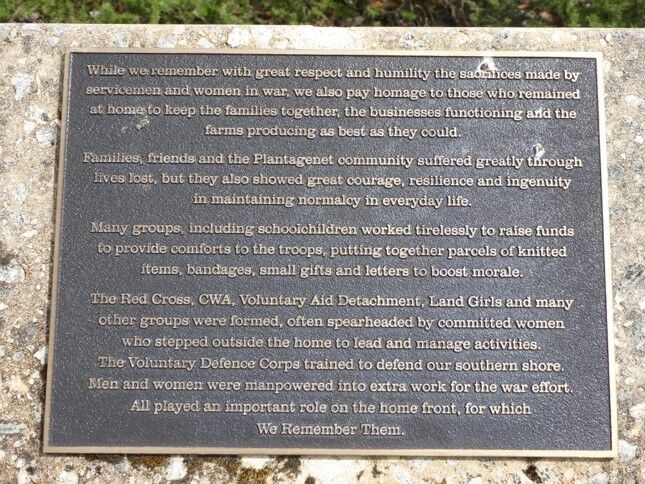 While we remember with great respect and humility the sacrifices made by
servicemen and women in war, we also pay homage to those who remained
at home to keep the families together, the businesses functioning and the
farms producing as best as they could.
Families, friends and the Plantagenet community suffered greatly through
lives lost, but they also showed great courage, resilience and ingenuity
in maintaining normalcy in everyday life.
Many groups, including schoolchildren worked tirelessly to raise funds
to provide comforts to the troops, putting together parcels of knitted
items, bandages, small gifts and letters to boost morale.
The Red Cross, CWA, Voluntary Aid Detachment, Land Girls and many
other groups were formed, often spearheaded by committed women
who stepped outside the home to lead and manage activities.
The Voluntary Defence Corps trained to defend our southern shore.
Men and women were manpowered into extra work for the war effort.
All played an important role on the home front, for which
We Remember Them.